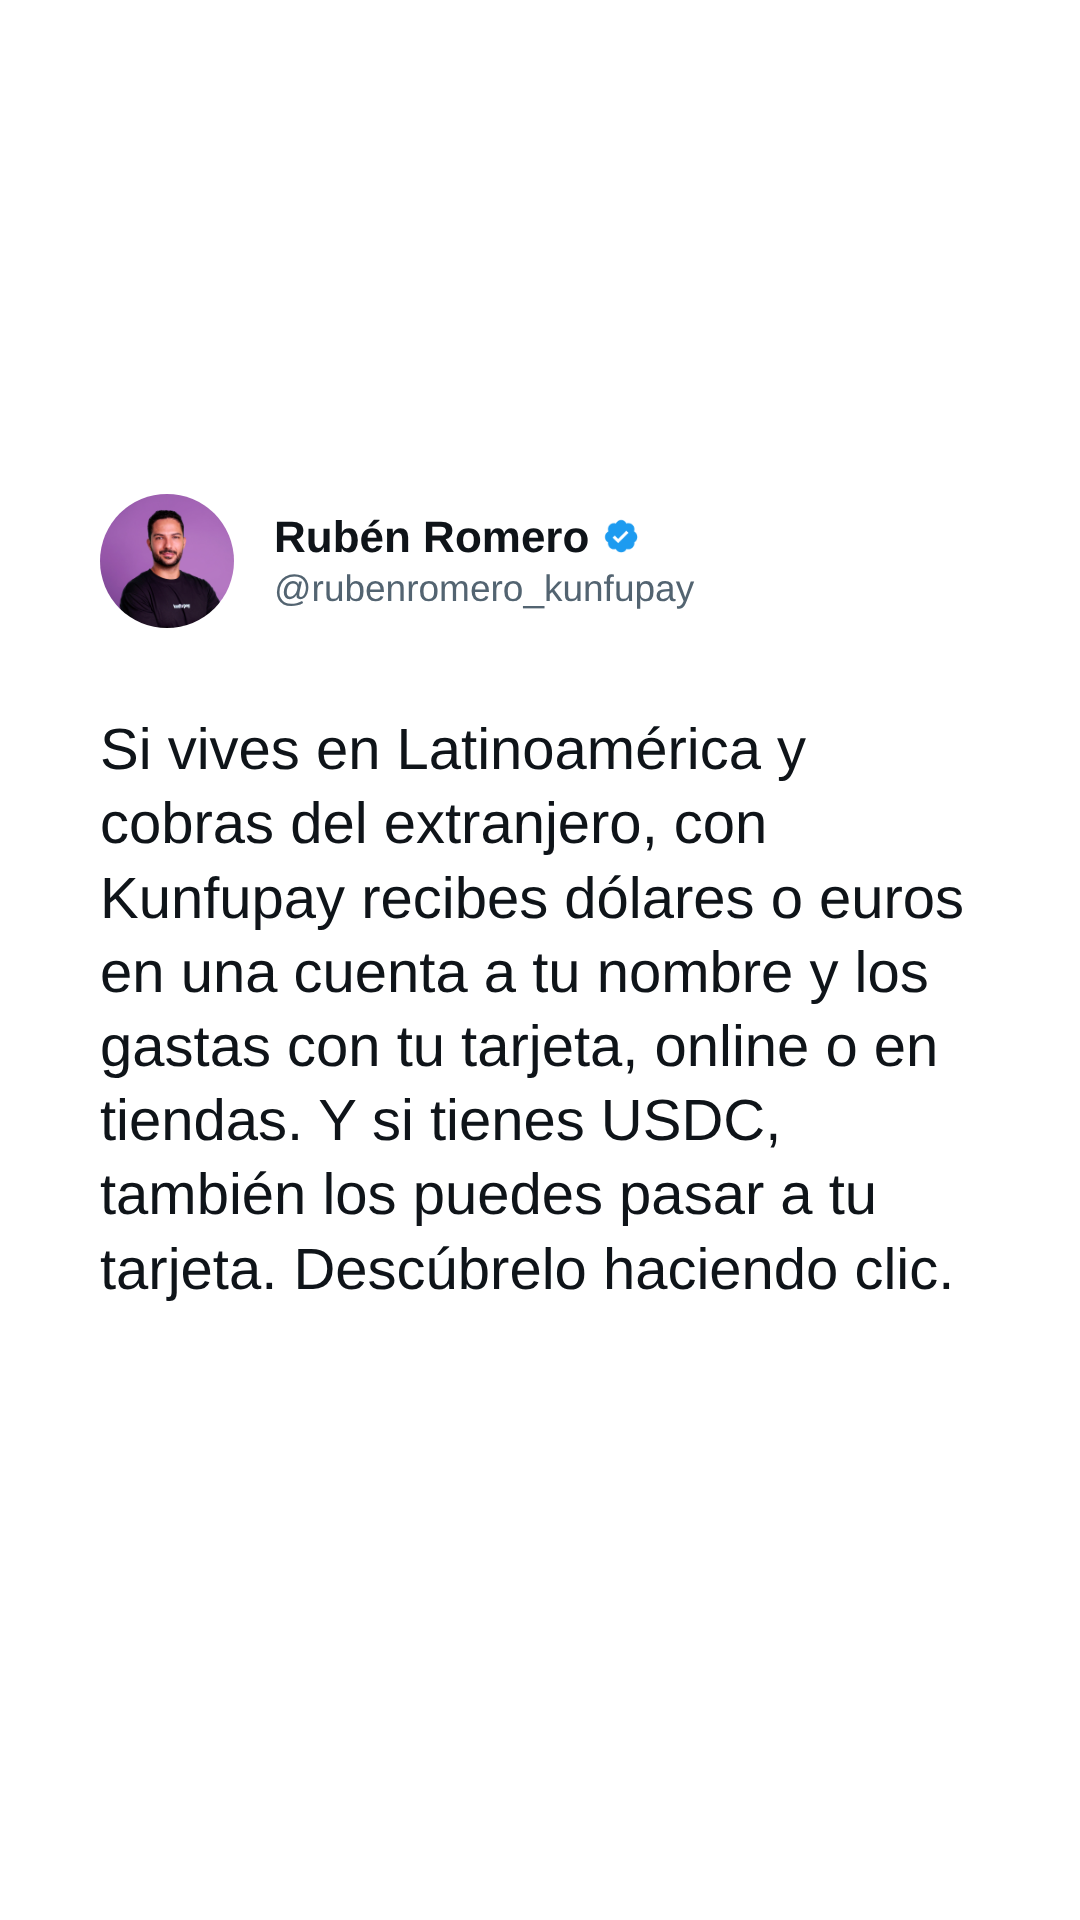 Rubén Romero
@rubenromero_kunfupay
Si vives en Latinoamérica y
cobras del extranjero, con
Kunfupay recibes dólares o euros
en una cuenta a tu nombre y los
gastas con tu tarjeta, online o en
tiendas. Y si tienes USDC,
también los puedes pasar a tu
tarjeta. Descúbrelo haciendo clic.